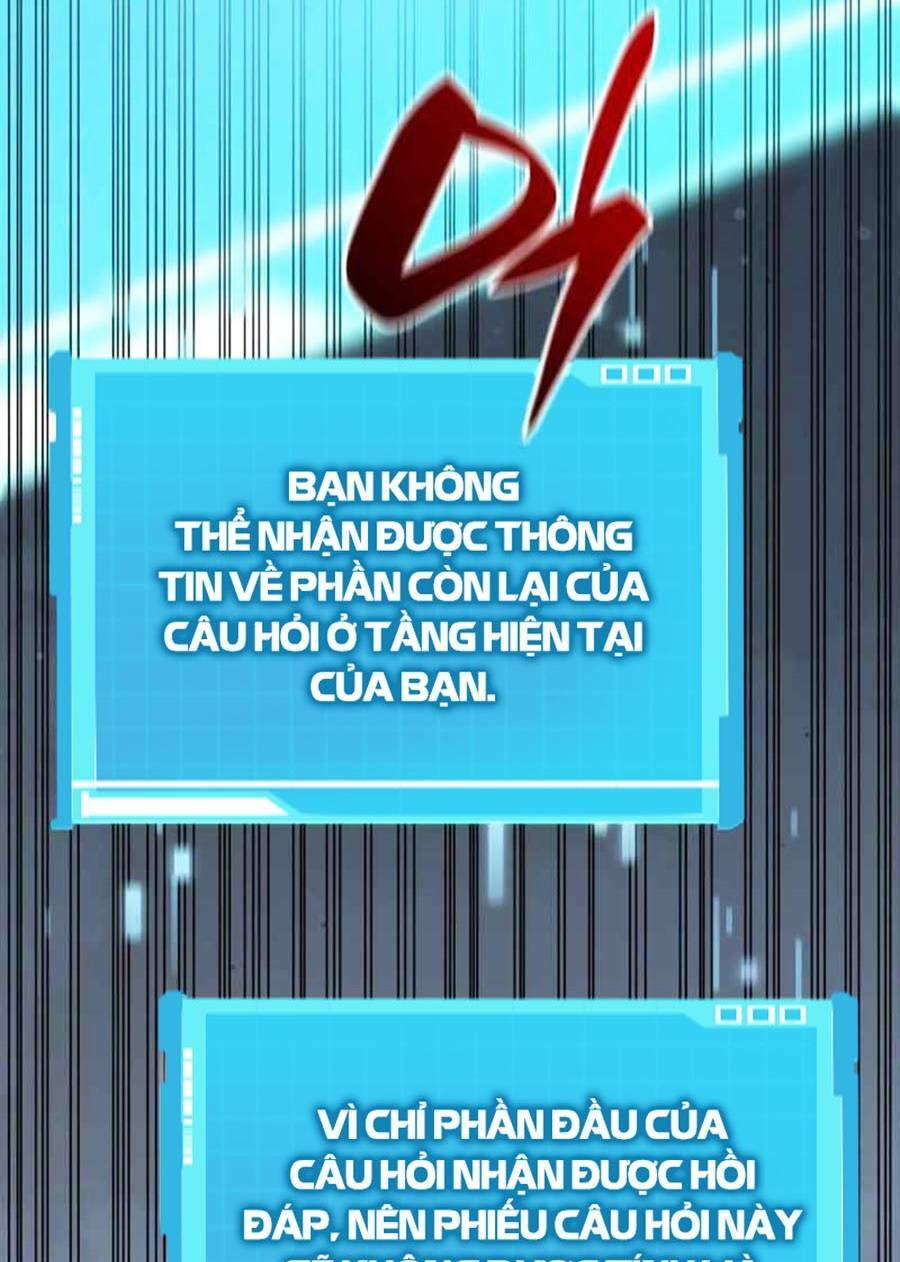 BẠN KHÔNG
THỂ NHẬN ĐƯỢC THÔNG
TIN VỀ PHẦN CÒN LẠI CỦA
CÂU HỎI Ở TẦNG HIỆN TẠI
CỦA BẠN.
VÌ CHỈ PHẦN ĐẦU CỦA
CÂU HỎI NHẬN ĐƯỢC HỒI
ĐÁP, NÊN PHIẾU CÂU HỎI NÀY